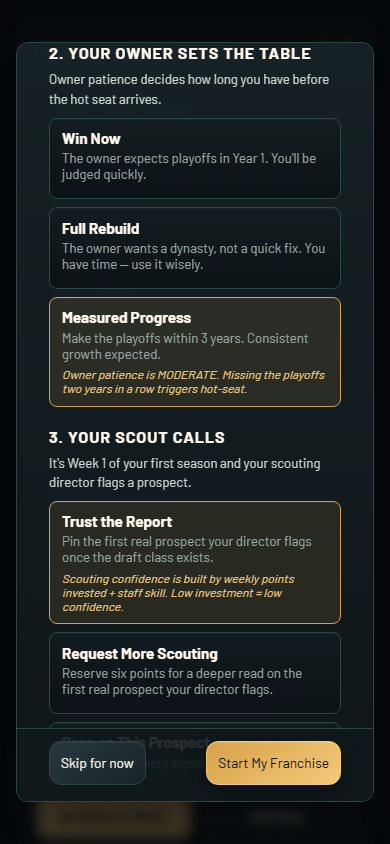 2. YOUR OWNER SETS THE TABLE
Owner patience decides how long you have before
the hot seat arrives.
Win Now
The owner expects playoffs in Year 1. You'll be
judged quickly.
Full Rebuild
The owner wants a dynasty, not a quick fix. You
have time — use it wisely.
Measured Progress
Make the playoffs within 3 years. Consistent
growth expected.
Owner patience is MODERATE. Missing the playoffs
two years in a row triggers hot-seat.
3. YOUR SCOUT CALLS
It's Week 1 of your first season and your scouting
director flags a prospect.
Trust the Report
Pin the first real prospect your director flags
once the draft class exists.
Scouting confidence is built by weekly points
invested + staff skill. Low investment = low
confidence.
Request More Scouting
Reserve six points for a deeper read on the
first real prospect your director flags.
Pass on This Prospect
very signal
Skip for now
Start My Franchise